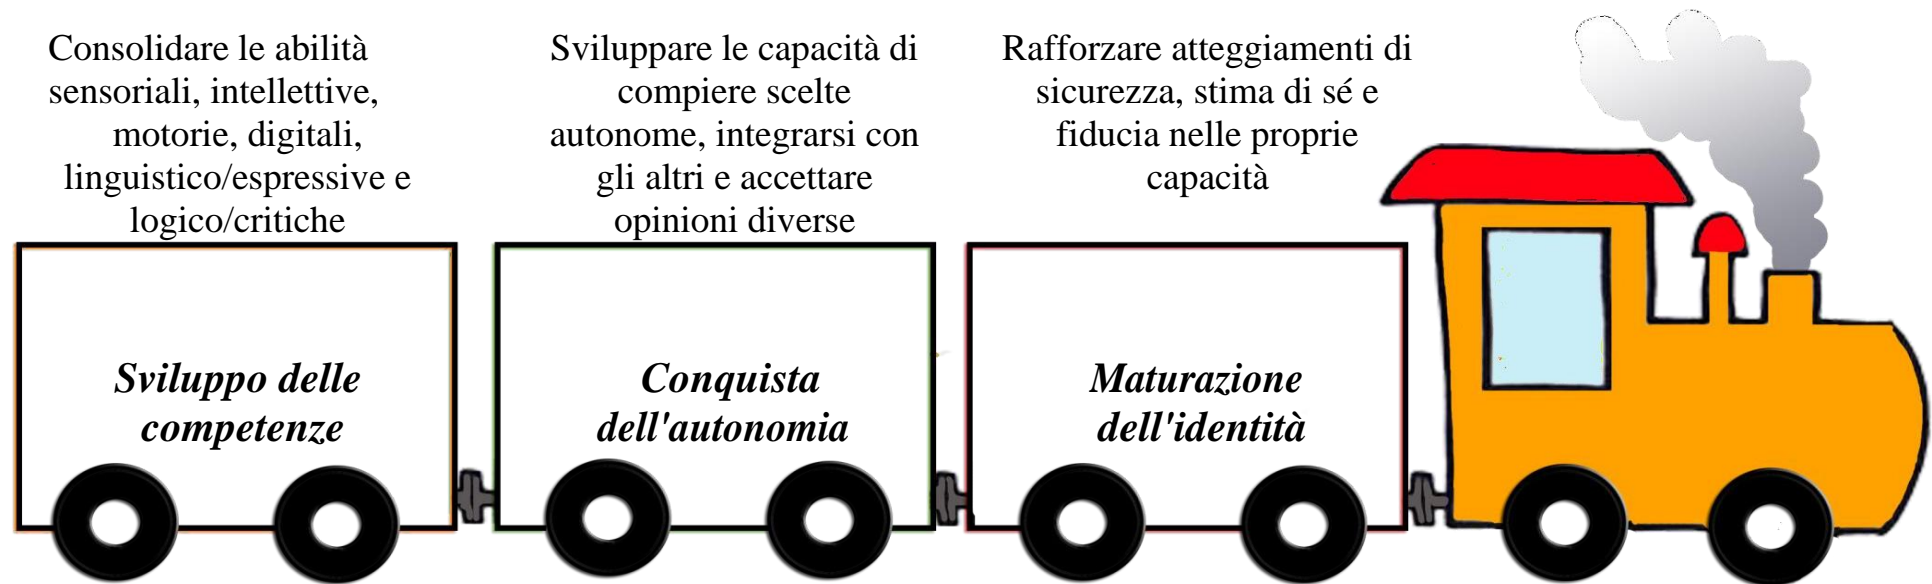 Consolidare le abilità
sensoriali, intellettive,
motorie, digitali,
linguistico/espressive e
logico/critiche
Sviluppare le capacità di
compiere scelte
autonome, integrarsi con
gli altri e accettare
opinioni diverse
Rafforzare atteggiamenti di
sicurezza, stima di sé e
fiducia nelle proprie
capacità
Sviluppo delle
competenze
Conquista
dell'autonomia
Maturazione
dell'identità